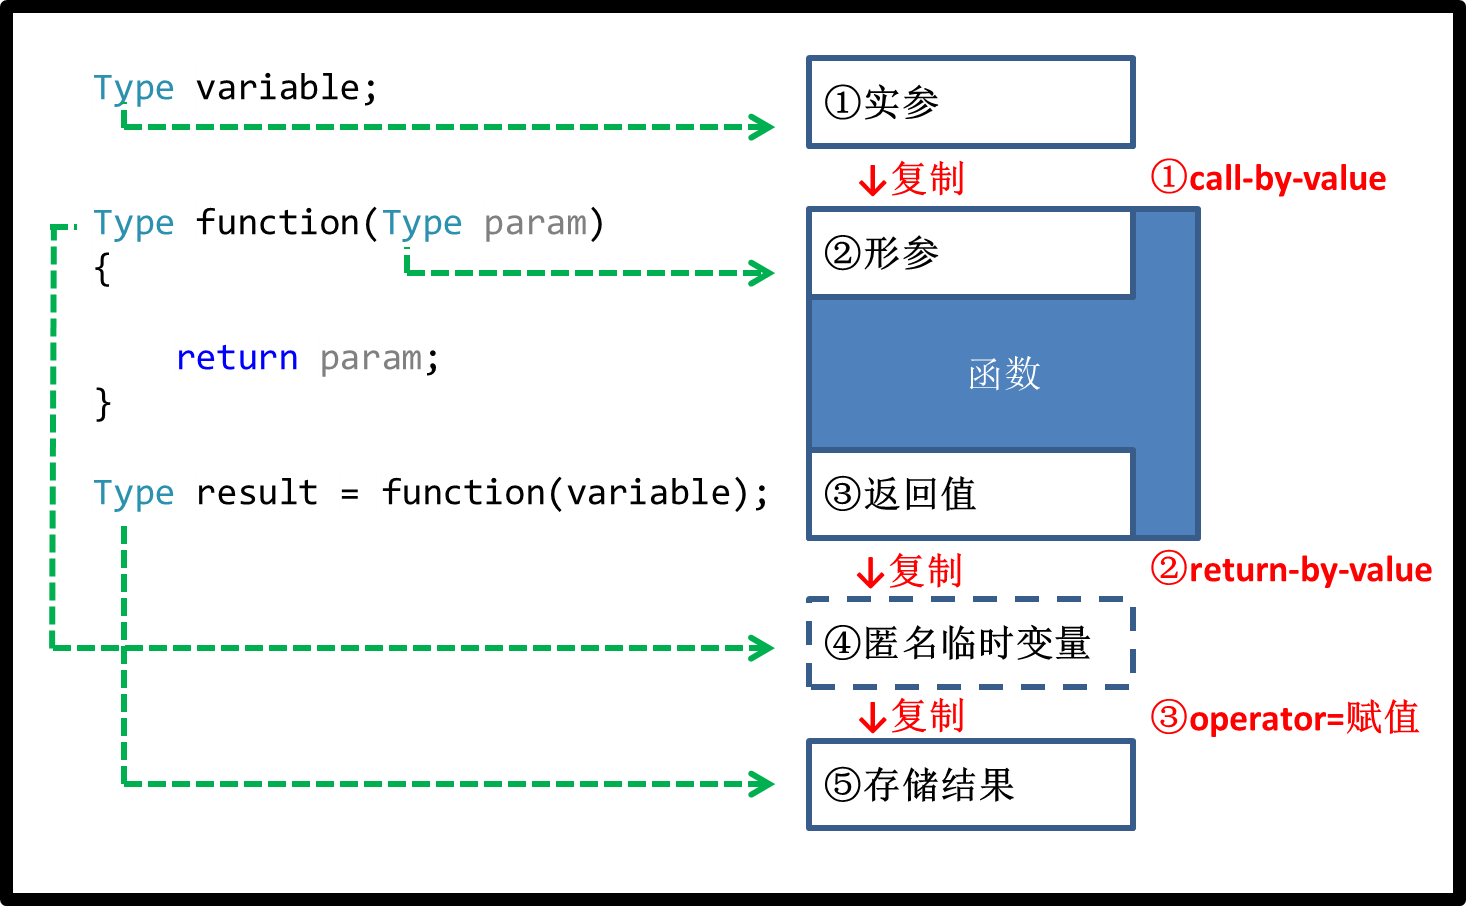 Type variable;
①实参
↓复制
①call-by-value
Type function(Type param)
{
②形参
return param;
函数
}
Type result = function(variable);
③返回值
↓复制
②return-by-value
④匿名临时变量
↓复制
③operator=赋值
⑤存储结果